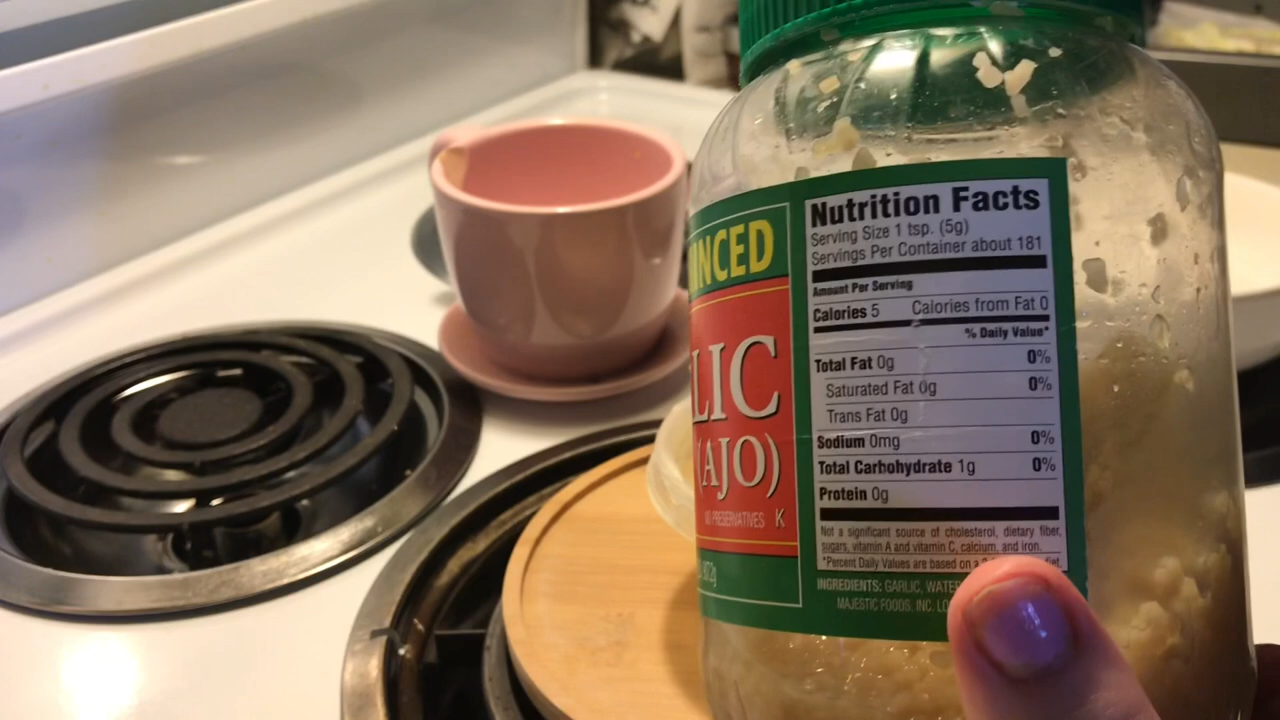 NCED
LIC
(AJO)
NO PRESERVATIVES K
Nutrition Facts
Serving Size 1 tsp. (5g)
Servings Per Container about 181
Amount Per Serving
Calories 5 Calories from Fat 0
% Daily Value*
Total Fat 0g 0%
Saturated Fat 0g 0%
Trans Fat 0g
Sodium 0mg 0%
Total Carbohydrate 1g 0%
Protein 0g
Not a significant source of cholesterol, dietary fiber,
sugars, vitamin A and vitamin C, calcium, and iron.
*Percent Daily Values are based on a diet.
INGREDIENTS: GARLIC, WATER
MAJESTIC FOODS, INC. LO